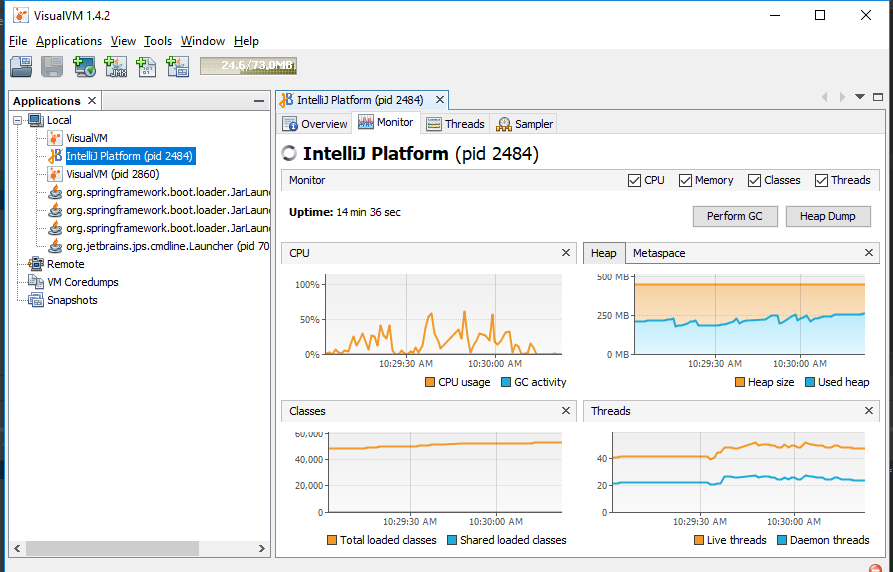 VisualVM 1.4.2
File Applications View Tools Window Help
24.6/73.0MB
Applications
Local
VisualVM
IntelliJ Platform (pid 2484)
VisualVM (pid 2860)
org.springframework.boot.loader.JarLaun
org.springframework.boot.loader.JarLaun
org.springframework.boot.loader.JarLaun
org.jetbrains.jps.cmdline.Launcher (pid 70
Remote
VM Coredumps
Snapshots
IntelliJ Platform (pid 2484)
Overview Monitor Threads Sampler
IntelliJ Platform (pid 2484)
Monitor CPU Memory Classes Threads
Uptime: 14 min 36 sec Perform GC Heap Dump
CPU
100%
50%
0%
10:29:30 AM 10:30:00 AM
CPU usage GC activity
Heap Metaspace
500 MB
250 MB
0 MB
10:29:30 AM 10:30:00 AM
Heap size Used heap
Classes
60,000
40,000
20,000
0
10:29:30 AM 10:30:00 AM
Total loaded classes Shared loaded classes
Threads
40
20
0
10:29:30 AM 10:30:00 AM
Live threads Daemon threads